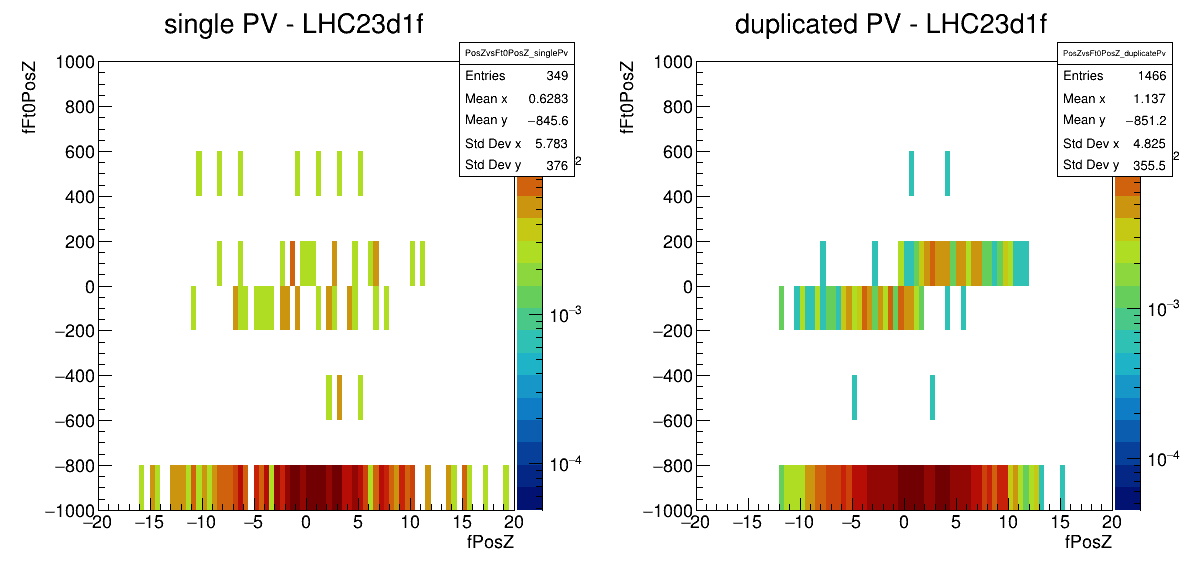 single PV - LHC23d1f
PosZvsFt0PosZ_singlePv
Entries 349
Mean x 0.6283
Mean y −845.6
Std Dev x 5.783
Std Dev y 376
fFt0PosZ
1000
800
600
400
200
0
−200
−400
−600
−800
−1000
−20 −15 −10 −5 0 5 10 15 20
fPosZ
2
10−3
10−4
duplicated PV - LHC23d1f
PosZvsFt0PosZ_duplicatePv
Entries 1466
Mean x 1.137
Mean y −851.2
Std Dev x 4.825
Std Dev y 355.5
fFt0PosZ
1000
800
600
400
200
0
−200
−400
−600
−800
−1000
−20 −15 −10 −5 0 5 10 15 20
fPosZ
2
10−3
10−4